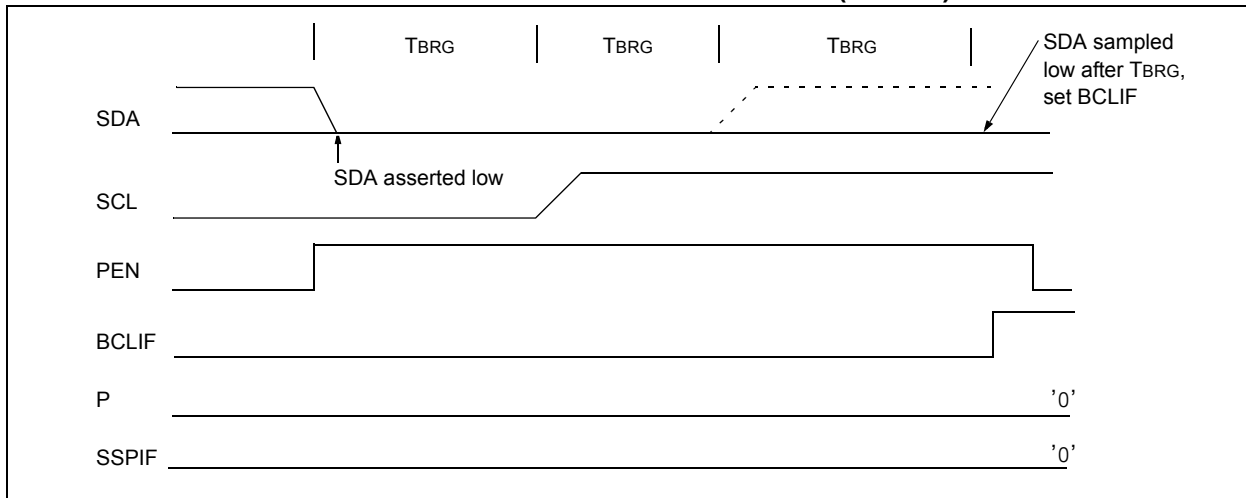 TBRG TBRG TBRG
SDA sampled
low after TBRG,
set BCLIF
SDA
SDA asserted low
SCL
PEN
BCLIF
P '0'
SSPIF '0'